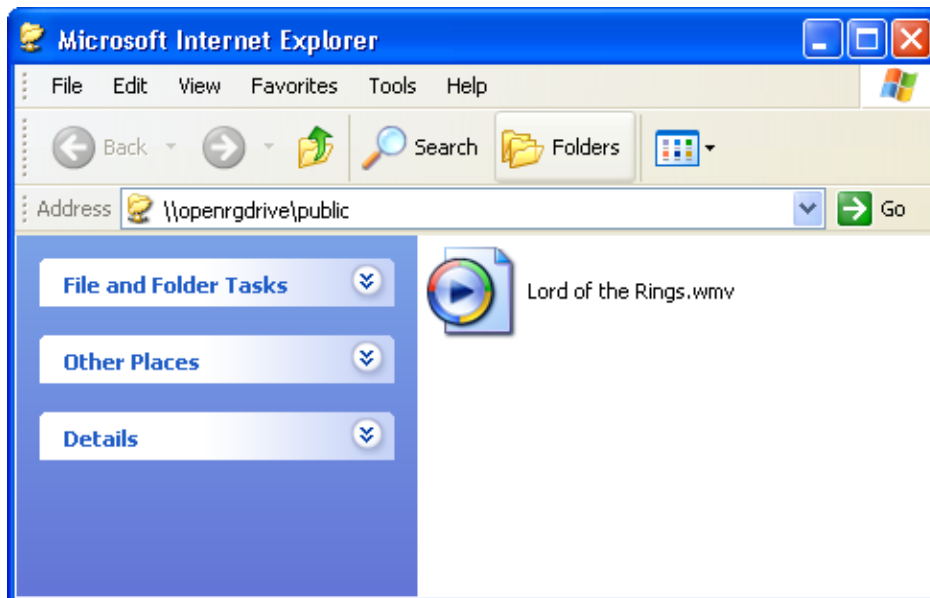 Microsoft Internet Explorer
File Edit View Favorites Tools Help
Back Search Folders
Address \\openrgdrive\public Go
File and Folder Tasks
Lord of the Rings.wmv
Other Places
Details